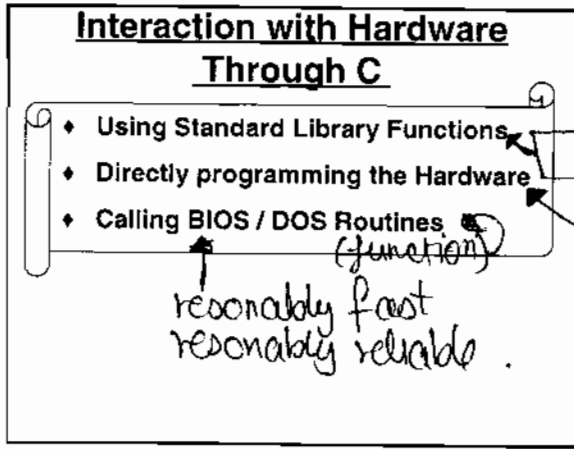 Interaction with Hardware
Through C
♦ Using Standard Library Functions
♦ Directly programming the Hardware
♦ Calling BIOS / DOS Routines
(function)
resonably fast
resonably reliable .